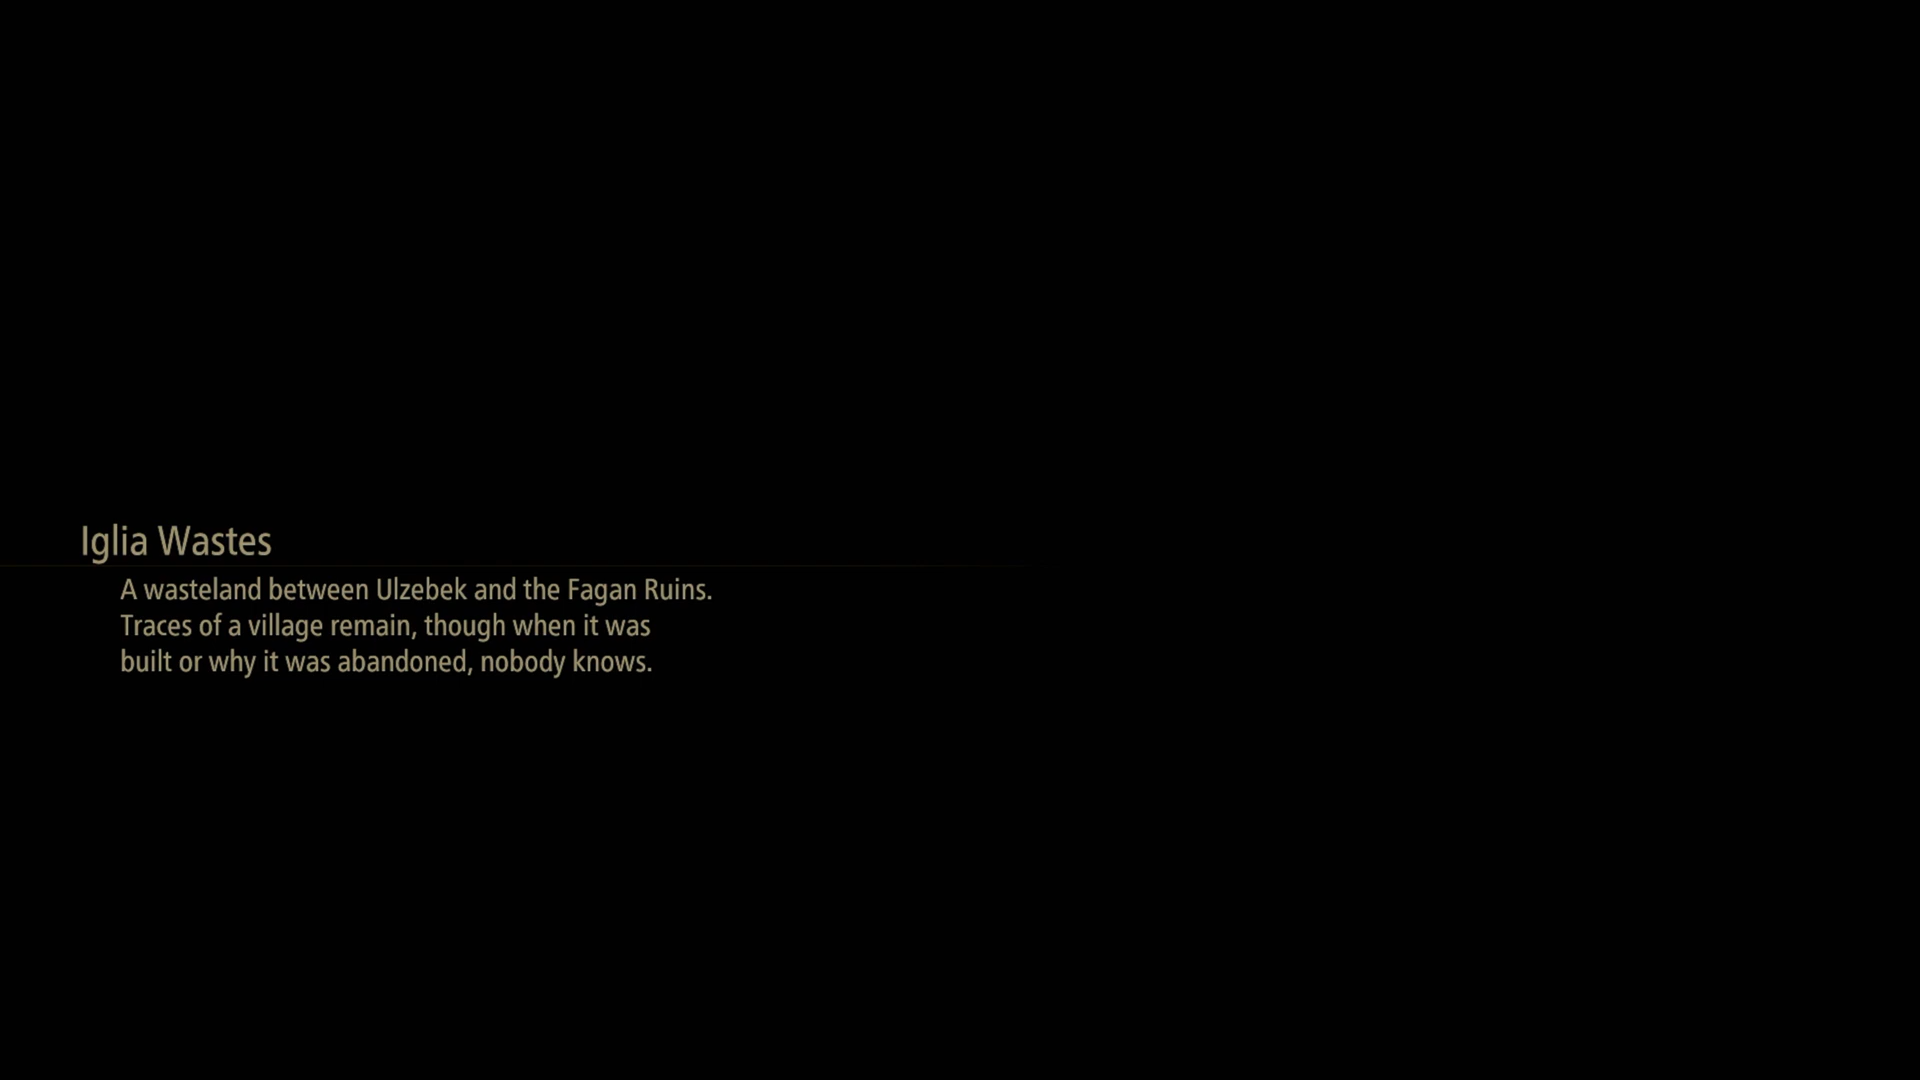 Iglia Wastes
A wasteland between Ulzebek and the Fagan Ruins.
Traces of a village remain, though when it was
built or why it was abandoned, nobody knows.